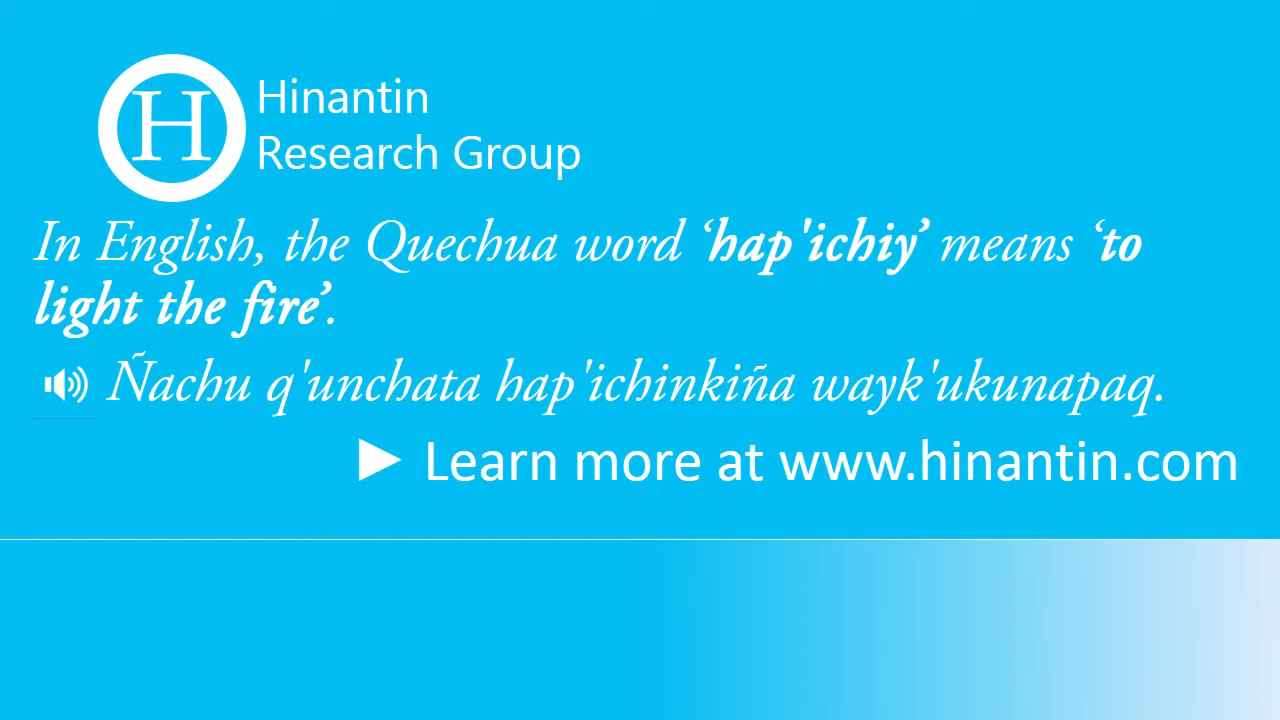 H
Hinantin
Research Group
In English, the Quechua word ‘hap'ichiy’ means ‘to
light the fire’.
Ñachu q'unchata hap'ichinkiña wayk'ukunapaq.
► Learn more at www.hinantin.com